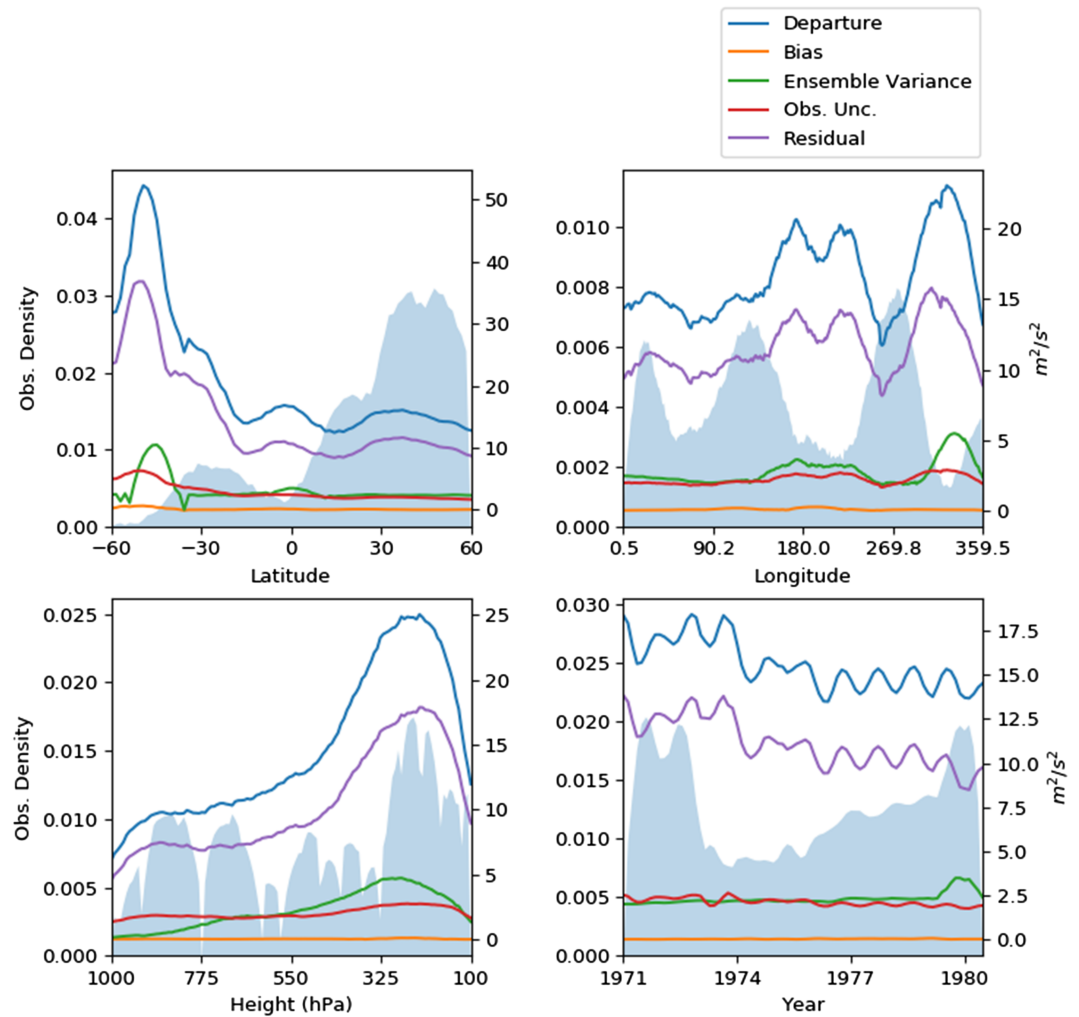 Departure
Bias
Ensemble Variance
Obs. Unc.
Residual
0.04
0.03
0.02
0.01
0.00
Obs. Density
50
40
30
20
10
0
−60 −30 0 30 60
Latitude
0.010
0.008
0.006
0.004
0.002
0.000
20
15
10
5
0
m²/s²
0.5 90.2 180.0 269.8 359.5
Longitude
0.025
0.020
0.015
0.010
0.005
0.000
Obs. Density
25
20
15
10
5
0
1000 775 550 325 100
Height (hPa)
0.030
0.025
0.020
0.015
0.010
0.005
0.000
17.5
15.0
12.5
10.0
7.5
5.0
2.5
0.0
m²/s²
1971 1974 1977 1980
Year